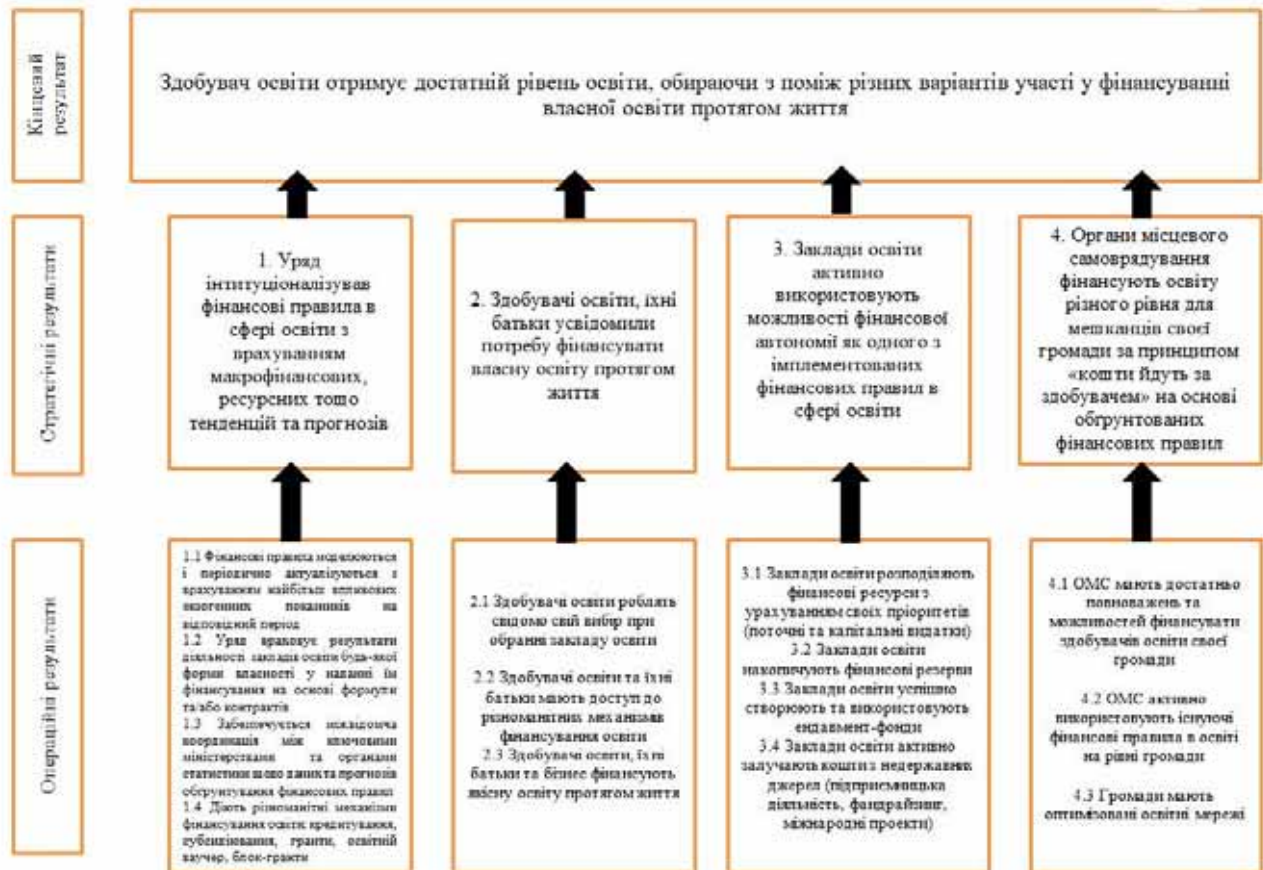 Кінцевий
результат
Здобувач освіти отримує достатній рівень освіти, обираючи з поміж різних варіантів участі у фінансуванні
власної освіти протягом життя
Стратегічні результати
1. Уряд
інтитуціоналізував
фінансові правила в
сфері освіти з
врахуванням
макрофінансових,
ресурсних тощо
тенденцій та прогнозів
2. Здобувачі освіти, їхні
батьки усвідомили
потребу фінансувати
власну освіту протягом
життя
3. Заклади освіти
активно
використовують
можливості фінансової
автономії як одного з
імплементованих
фінансових правил в
сфері освіти
4. Органи місцевого
самоврядування
фінансують освіту
різного рівня для
мешканців своєї
громади за принципом
«кошти йдуть за
здобувачем» на основі
обґрунтованих
фінансових правил
Операційні результати
1.1 Фінансові правила моделюються
і періодично актуалізуються з
врахуванням найбільш впливових
екзогенних показників на
відповідний період
1.2 Уряд враховує результати
діяльності закладів освіти будь-якої
форми власності у наданні їм
фінансування на основі формули
та/або контрактів
1.3 Забезпечується міжвідомча
координація між ключовими
міністерствами та органами
статистики щодо даних та прогнозів
обґрунтування фінансових правил
1.4 Діють різноманітні механізми
фінансування освіти: кредитування,
субсидіювання, гранти, освітній
ваучер, блок-гранти
2.1 Здобувачі освіти роблять
свідомо свій вибір при
обранні закладу освіти
2.2 Здобувачі освіти та їхні
батьки мають доступ до
різноманітних механізмів
фінансування освіти
2.3 Здобувачі освіти, їхні
батьки та бізнес фінансують
якісну освіту протягом життя
3.1 Заклади освіти розподіляють
фінансові ресурси з
урахуванням своїх пріоритетів
(поточні та капітальні видатки)
3.2 Заклади освіти
накопичують фінансові резерви
3.3 Заклади освіти успішно
створюють та використовують
ендавмент-фонди
3.4 Заклади освіти активно
залучають кошти з недержавних
джерел (підприємницька
діяльність, фандрайзинг,
міжнародні проекти)
4.1 ОМС мають достатньо
повноважень та
можливостей фінансувати
здобувачів освіти своєї
громади
4.2 ОМС активно
використовують існуючі
фінансові правила в освіті
на рівні громади
4.3 Громади мають
оптимізовані освітні мережі